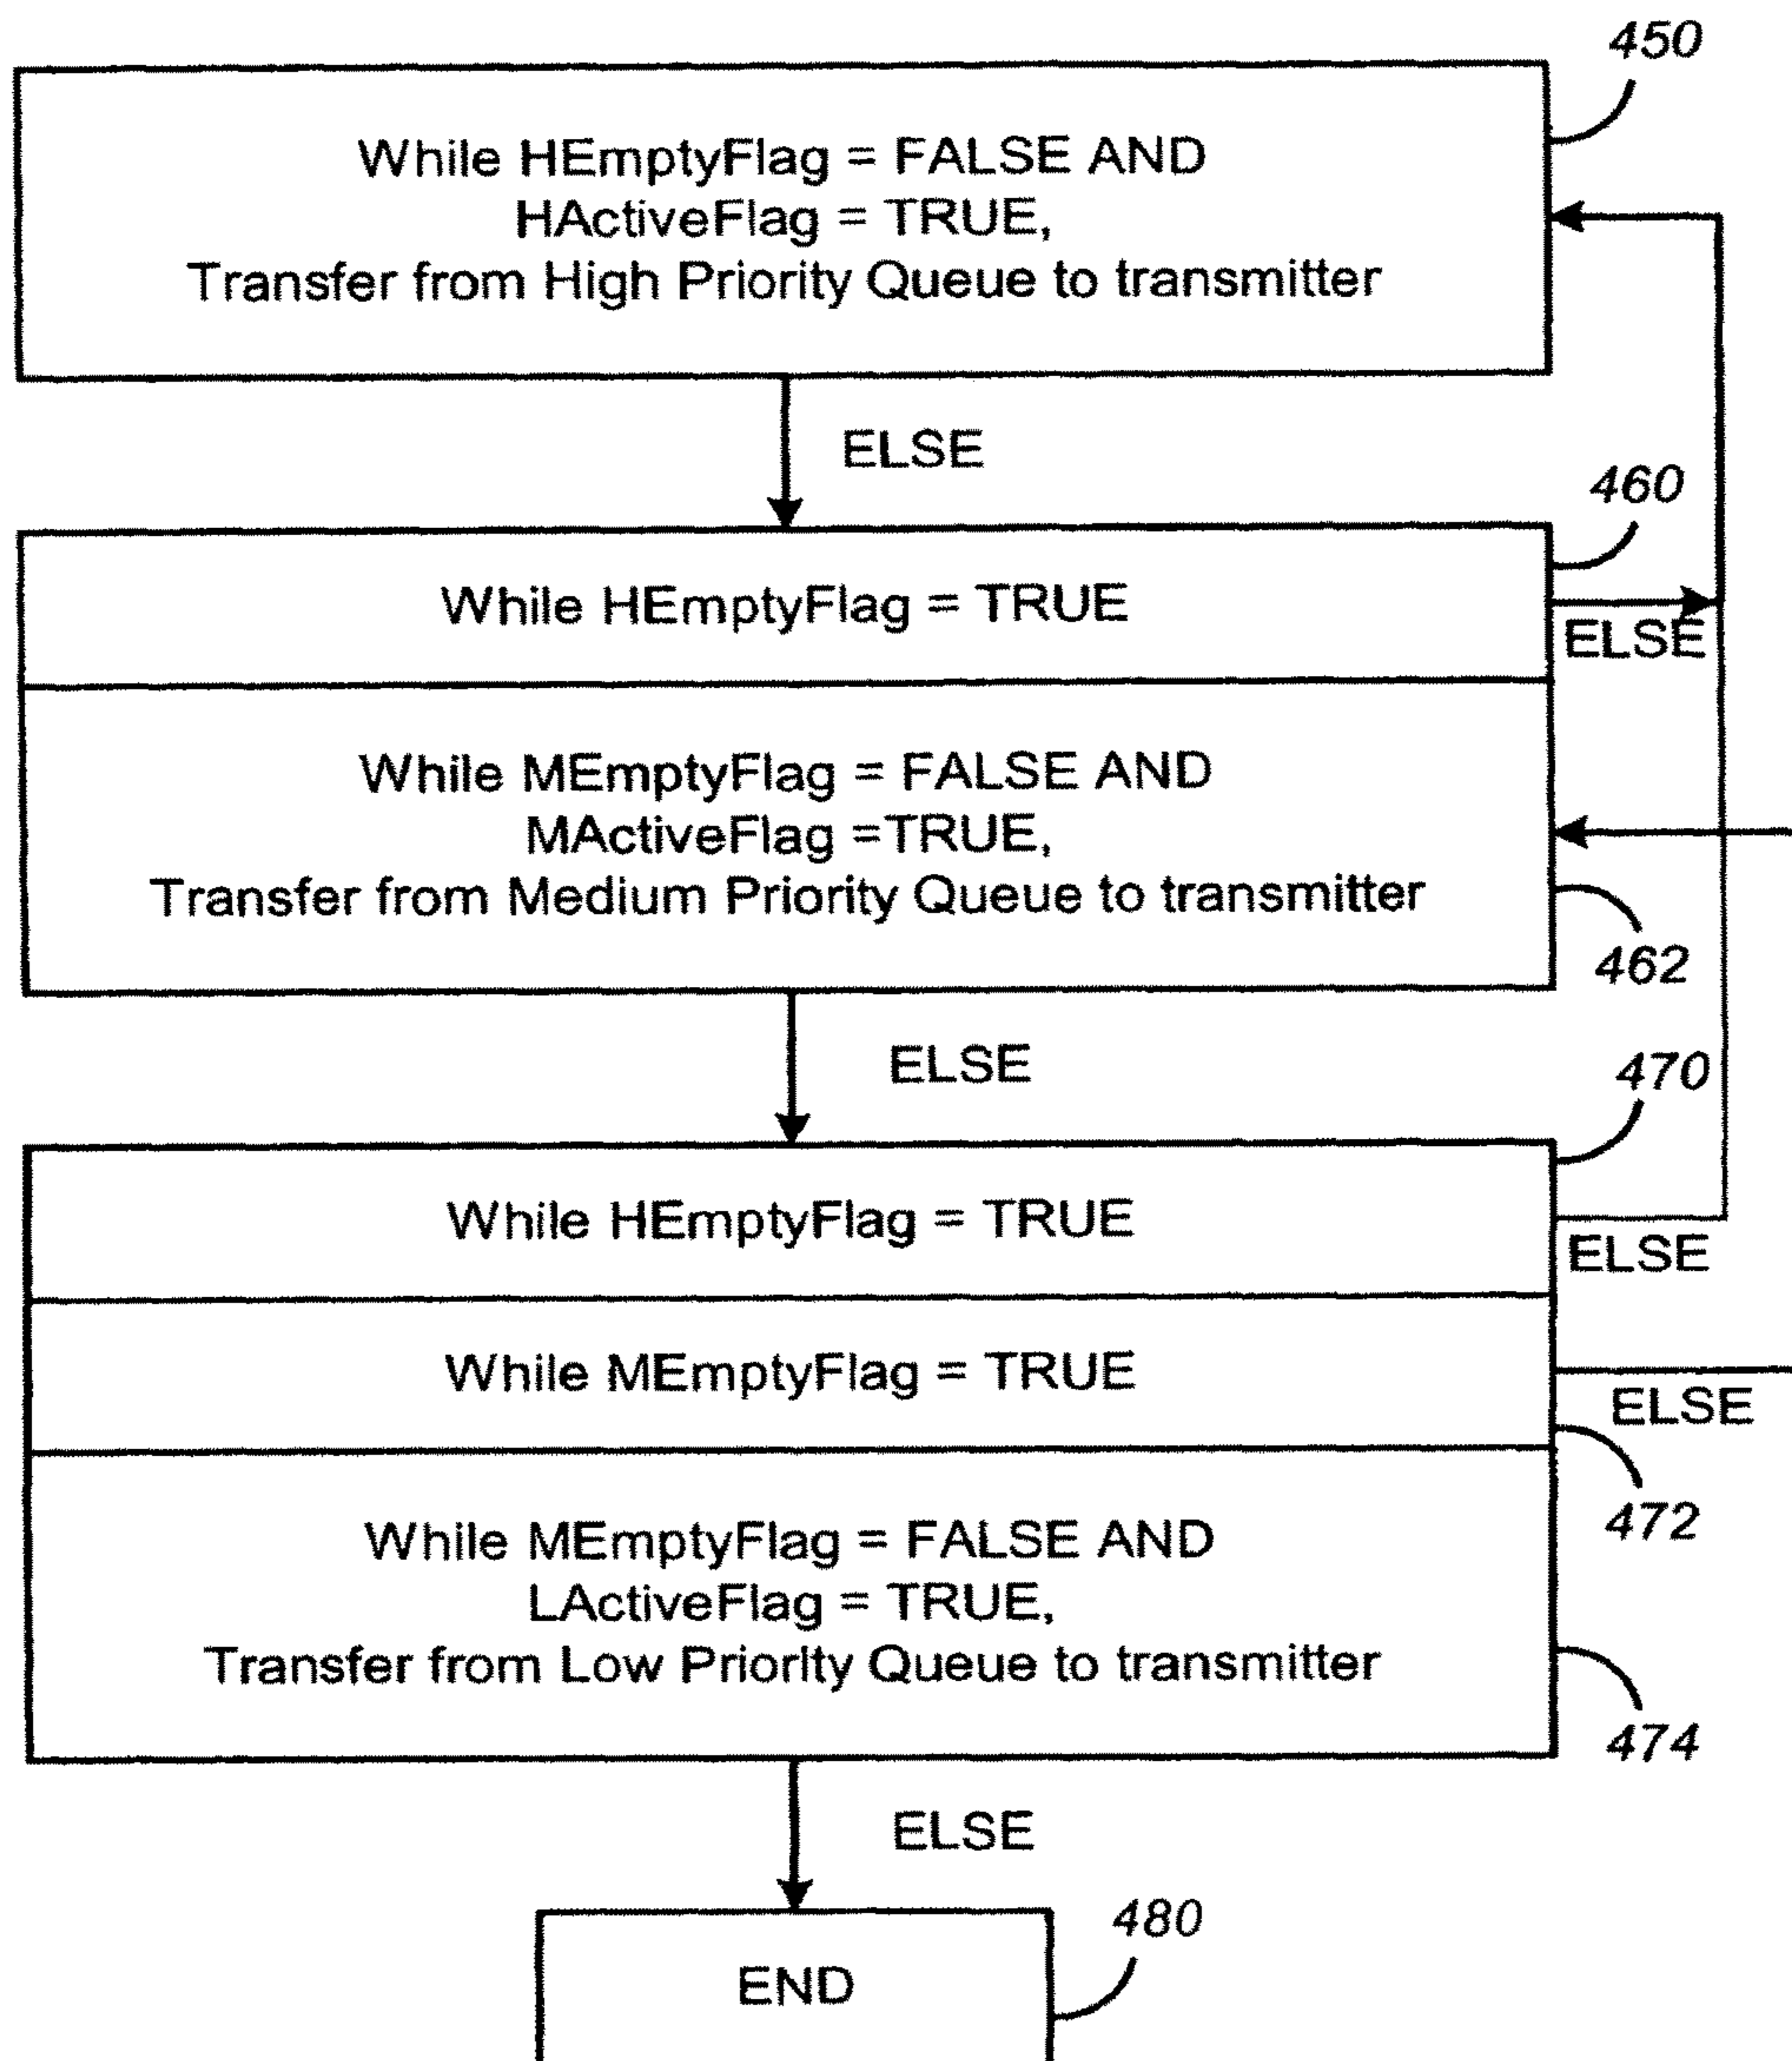 450
While HEmptyFlag = FALSE AND
HActiveFlag = TRUE,
Transfer from High Priority Queue to transmitter
ELSE
460
While HEmptyFlag = TRUE
ELSE
While MEmptyFlag = FALSE AND
MActiveFlag =TRUE,
Transfer from Medium Priority Queue to transmitter
462
ELSE
470
While HEmptyFlag = TRUE
ELSE
While MEmptyFlag = TRUE
ELSE
472
While MEmptyFlag = FALSE AND
LActiveFlag = TRUE,
Transfer from Low Priority Queue to transmitter
474
ELSE
480
END